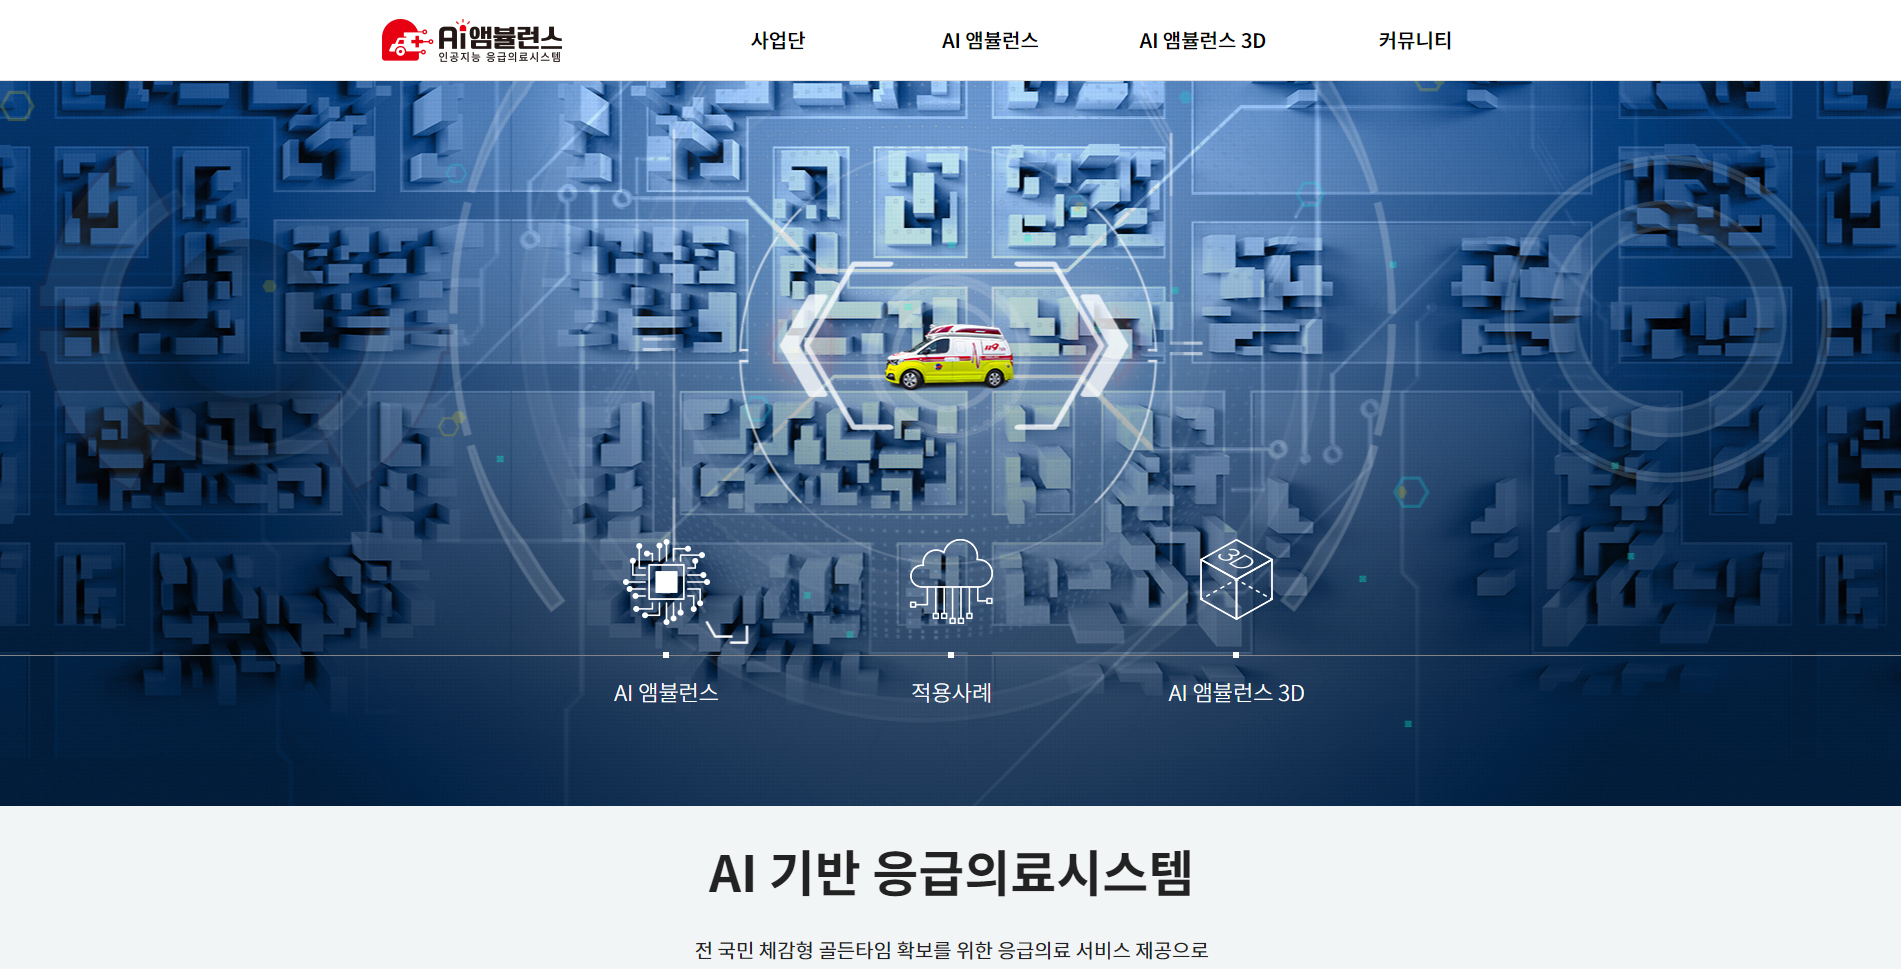 Ai앰뷸런스
인공지능 응급의료시스템
사업단
AI 앰뷸런스
AI 앰뷸런스 3D
커뮤니티
119
3D
AI 앰뷸런스
적용사례
AI 앰뷸런스 3D
AI 기반 응급의료시스템
전 국민 체감형 골든타임 확보를 위한 응급의료 서비스 제공으로